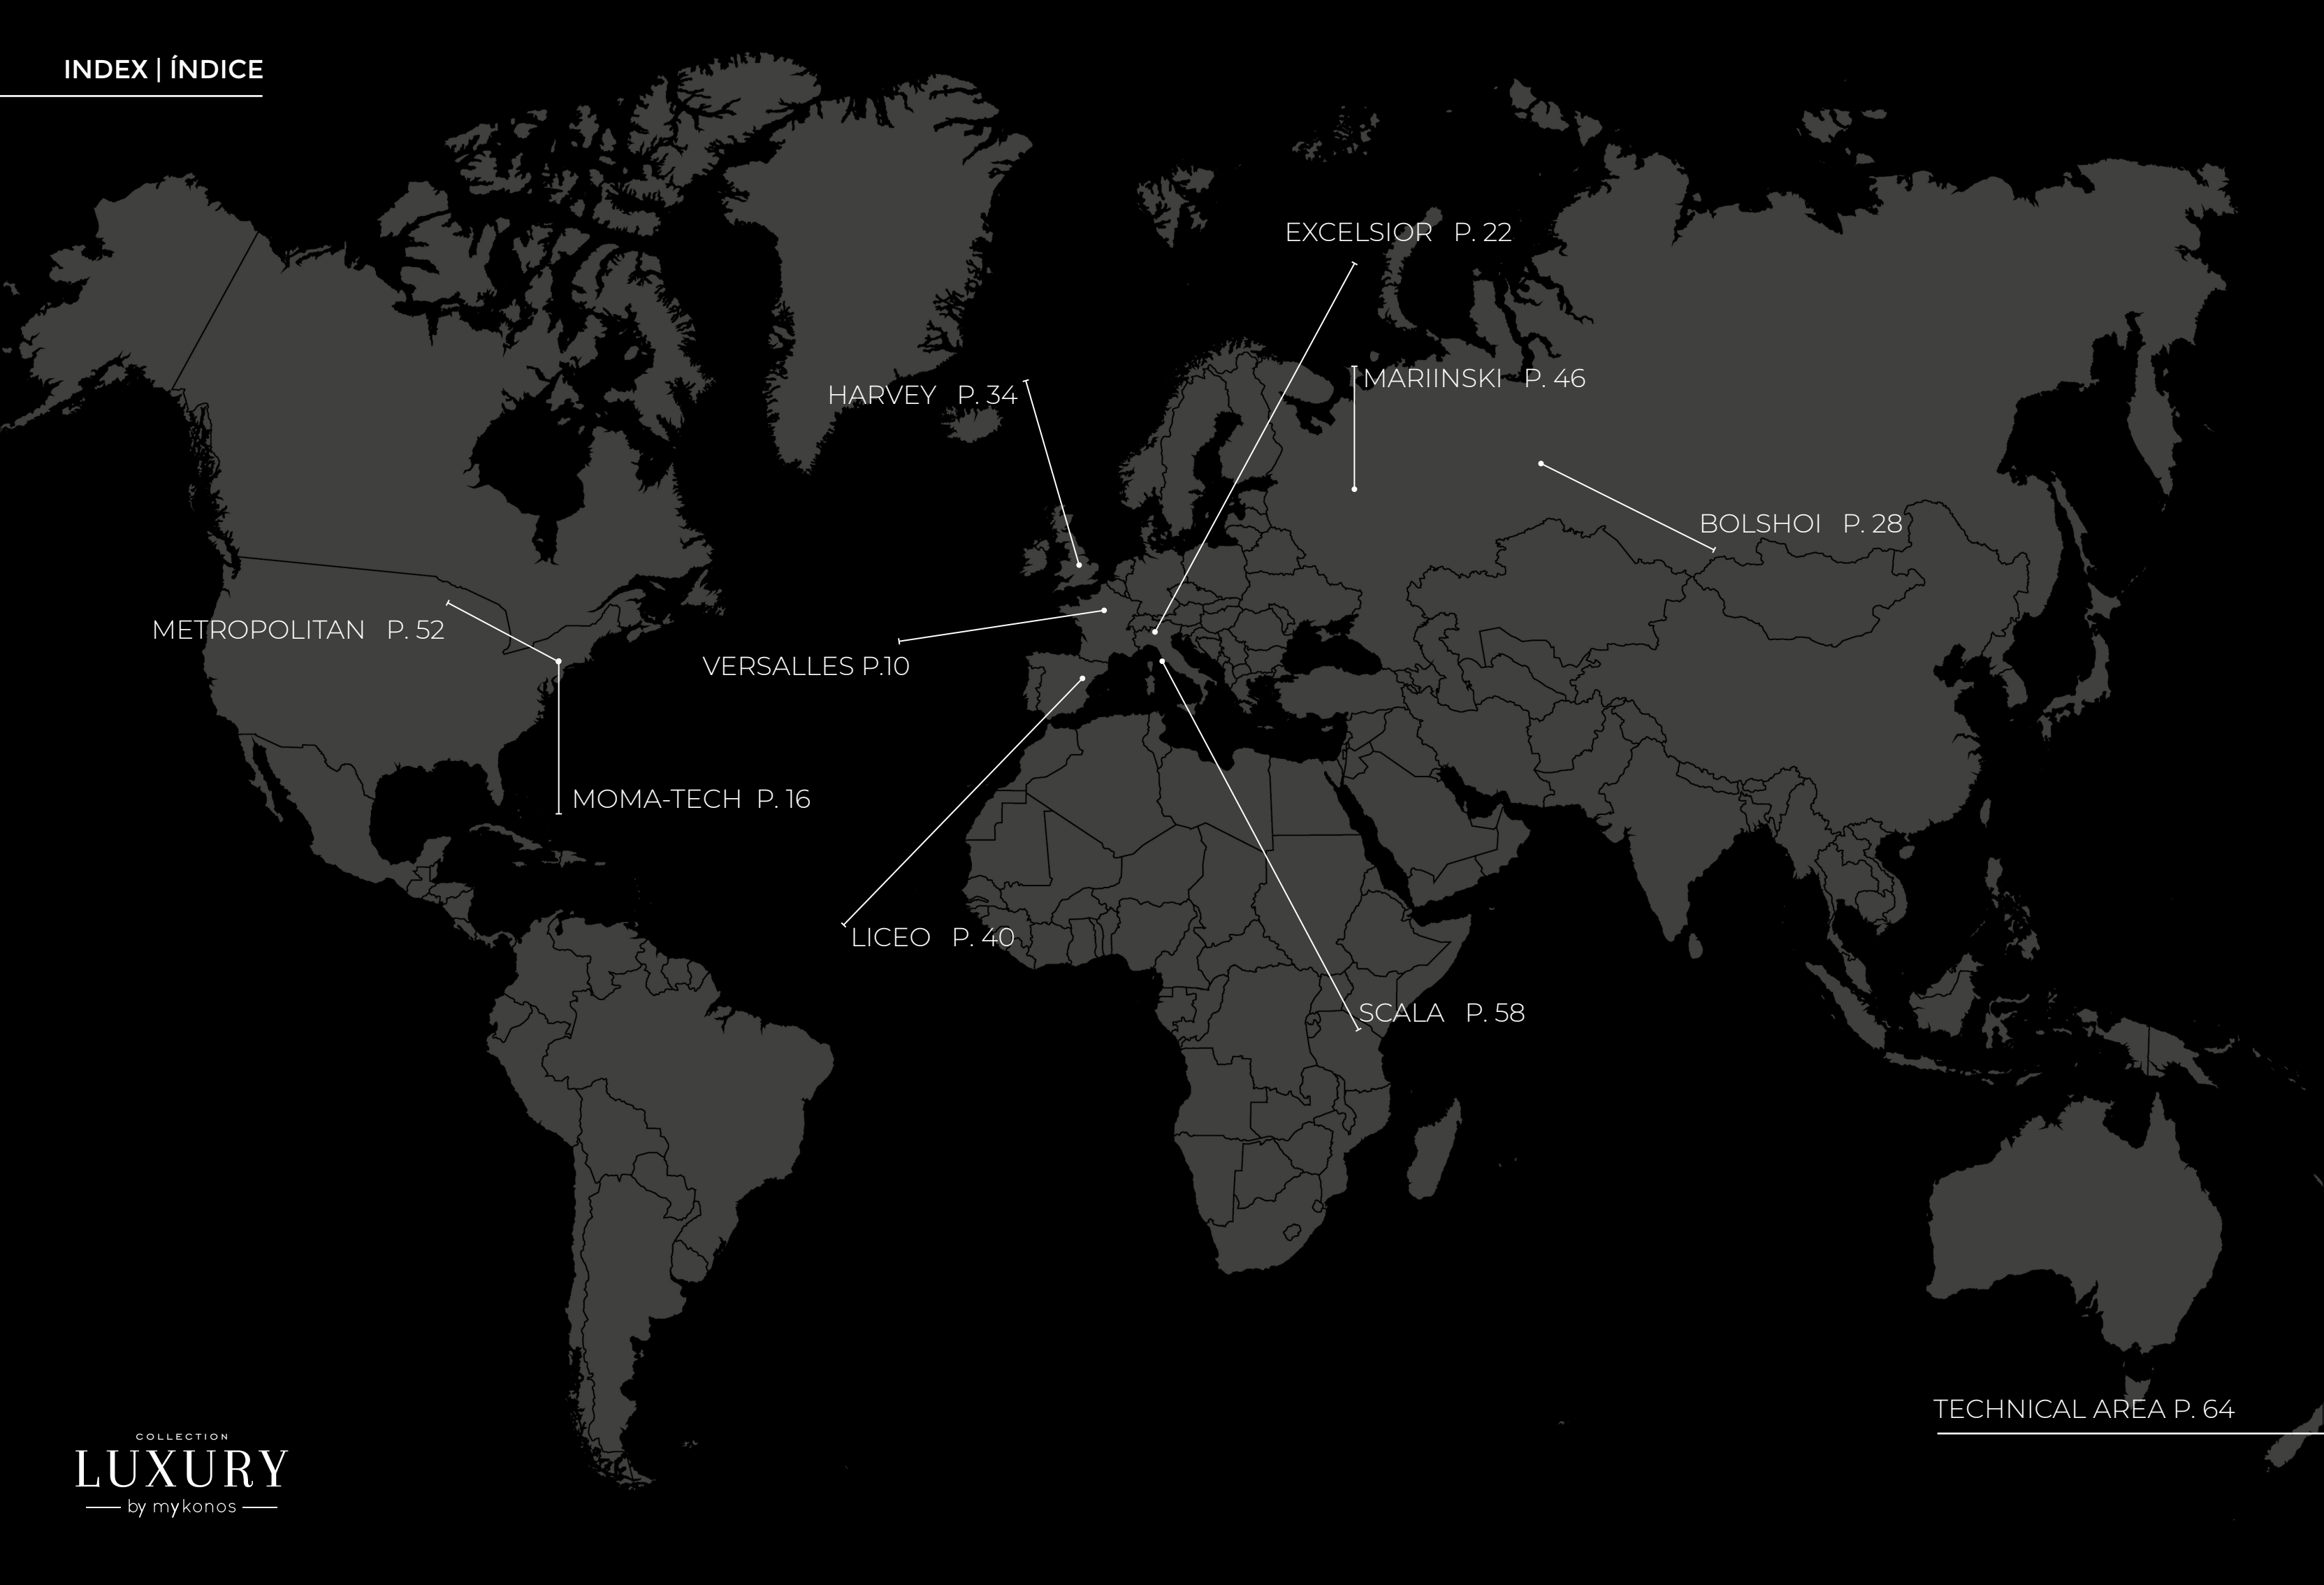 INDEX | ÍNDICE
EXCELSIOR P. 22
MARIINSKI P. 46
HARVEY P. 34
BOLSHOI P. 28
METROPOLITAN P. 52
VERSALLES P.10
MOMA-TECH P. 16
LICEO P. 40
SCALA P. 58
TECHNICAL AREA P. 64
COLLECTION
LUXURY
by mykonos